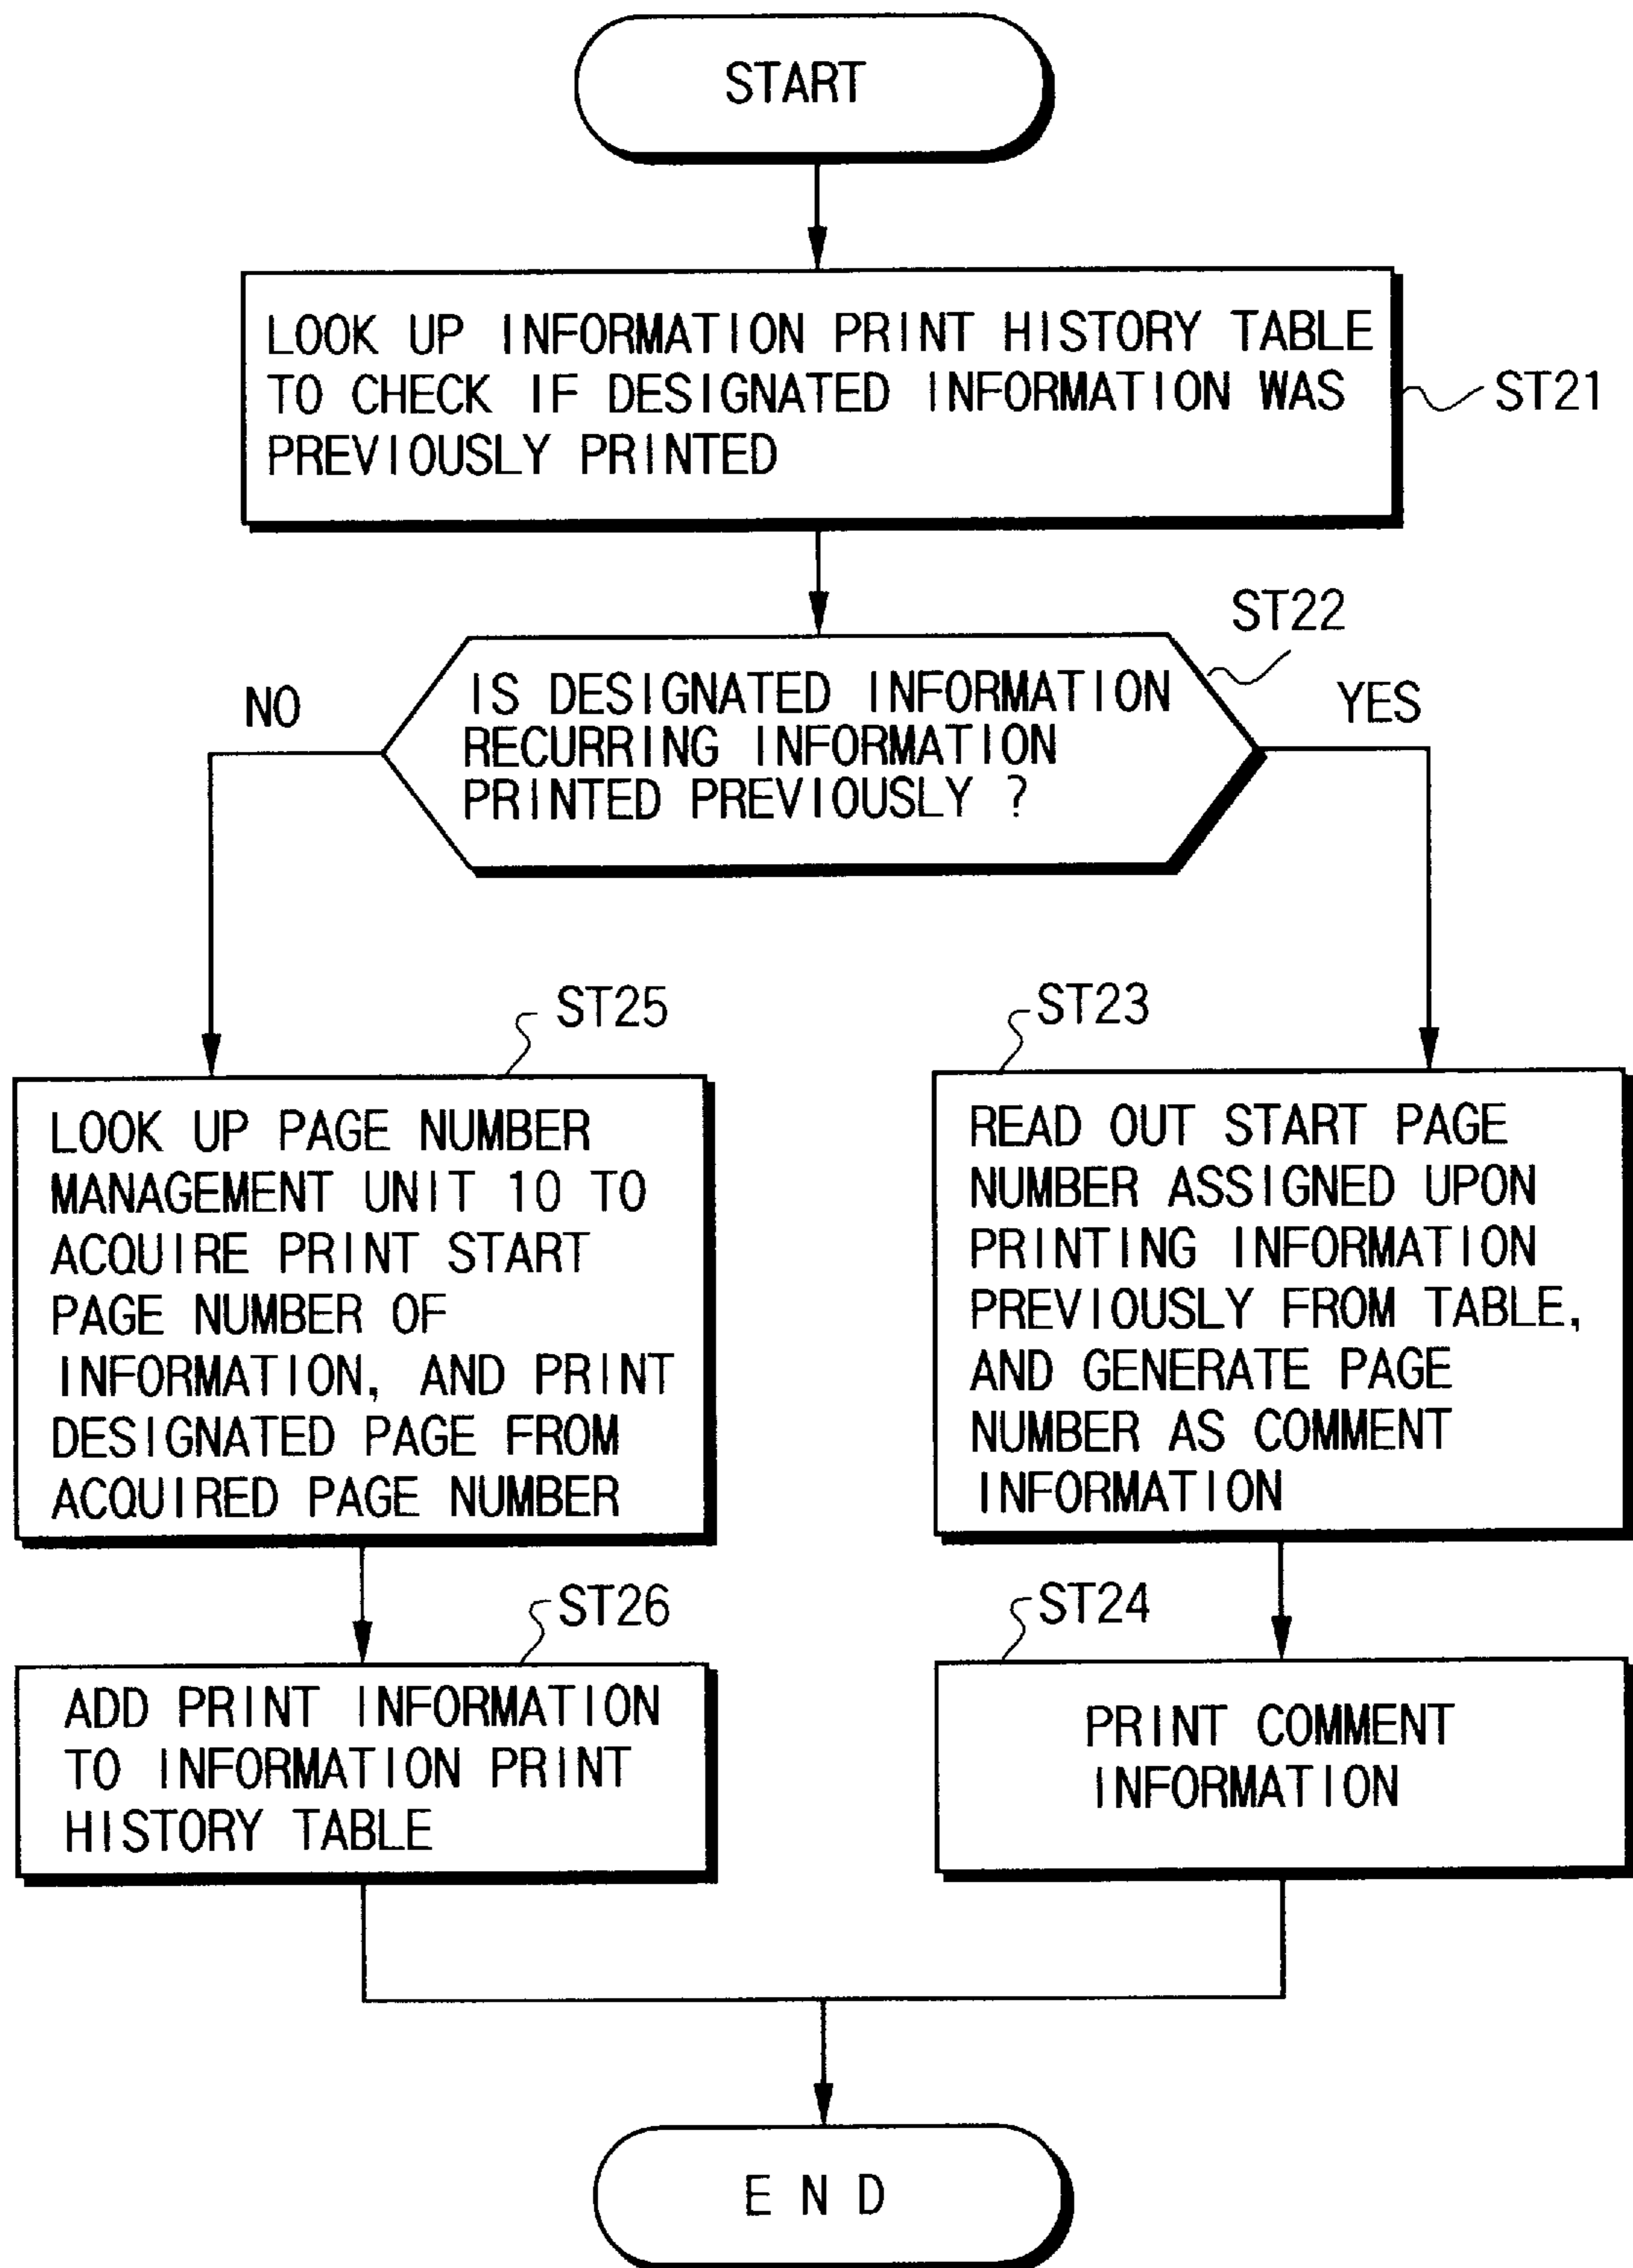 START
LOOK UP INFORMATION PRINT HISTORY TABLE
TO CHECK IF DESIGNATED INFORMATION WAS
PREVIOUSLY PRINTED
ST21
ST22
IS DESIGNATED INFORMATION
RECURRING INFORMATION
PRINTED PREVIOUSLY ?
NO
YES
ST25
LOOK UP PAGE NUMBER
MANAGEMENT UNIT 10 TO
ACQUIRE PRINT START
PAGE NUMBER OF
INFORMATION, AND PRINT
DESIGNATED PAGE FROM
ACQUIRED PAGE NUMBER
ST23
READ OUT START PAGE
NUMBER ASSIGNED UPON
PRINTING INFORMATION
PREVIOUSLY FROM TABLE,
AND GENERATE PAGE
NUMBER AS COMMENT
INFORMATION
ST26
ADD PRINT INFORMATION
TO INFORMATION PRINT
HISTORY TABLE
ST24
PRINT COMMENT
INFORMATION
END